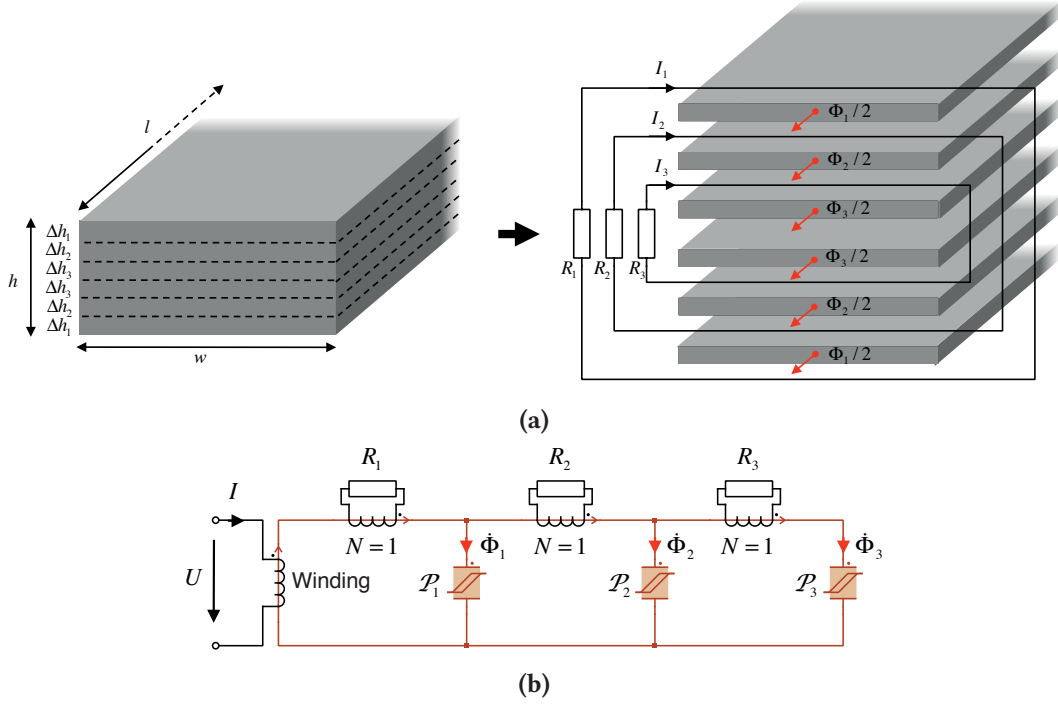 l
h
Δh₁
Δh₂
Δh₃
Δh₃
Δh₂
Δh₁
w
I₁
I₂
I₃
R₁
R₂
R₃
Φ₁ / 2
Φ₂ / 2
Φ₃ / 2
Φ₃ / 2
Φ₂ / 2
Φ₁ / 2
(a)
R₁ R₂ R₃
I
N = 1 N = 1 N = 1
Φ̇₁ Φ̇₂ Φ̇₃
U Winding 𝒫₁ 𝒫₂ 𝒫₃
(b)